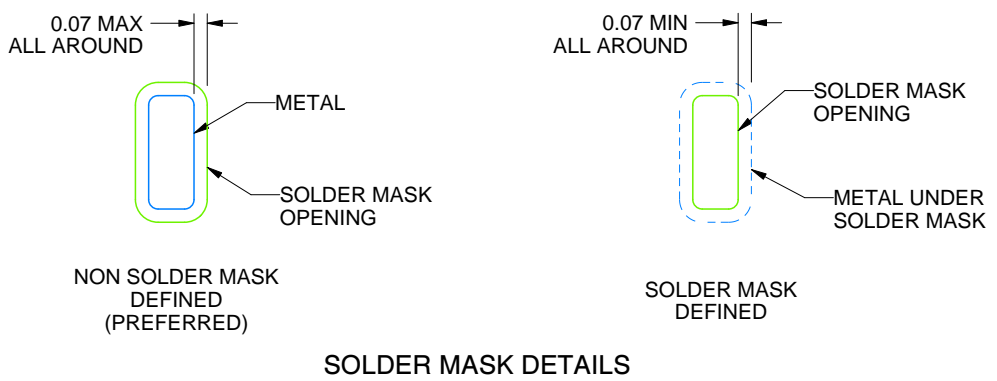 0.07 MAX
ALL AROUND
METAL
SOLDER MASK
OPENING
NON SOLDER MASK
DEFINED
(PREFERRED)
0.07 MIN
ALL AROUND
SOLDER MASK
OPENING
METAL UNDER
SOLDER MASK
SOLDER MASK
DEFINED
SOLDER MASK DETAILS